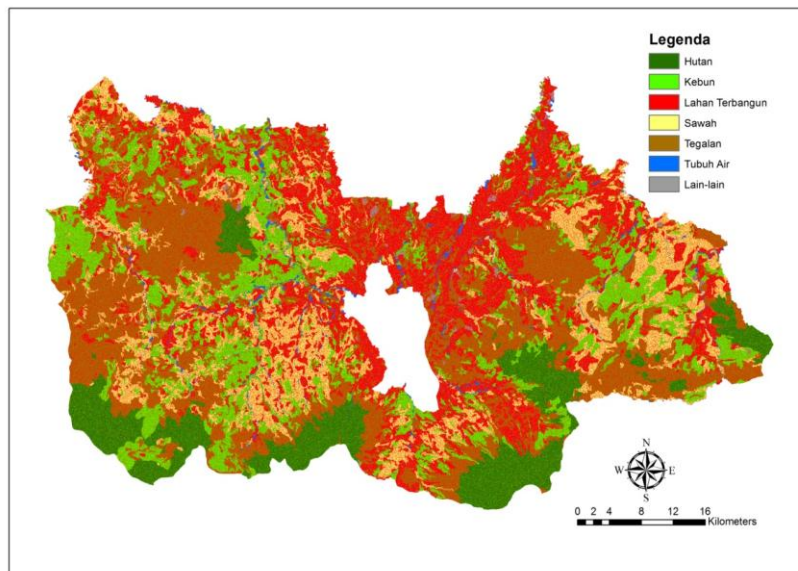 Legenda
Hutan
Kebun
Lahan Terbangun
Sawah
Tegalan
Tubuh Air
Lain-lain
N
W E
S
0 2 4 8 12 16
Kilometers